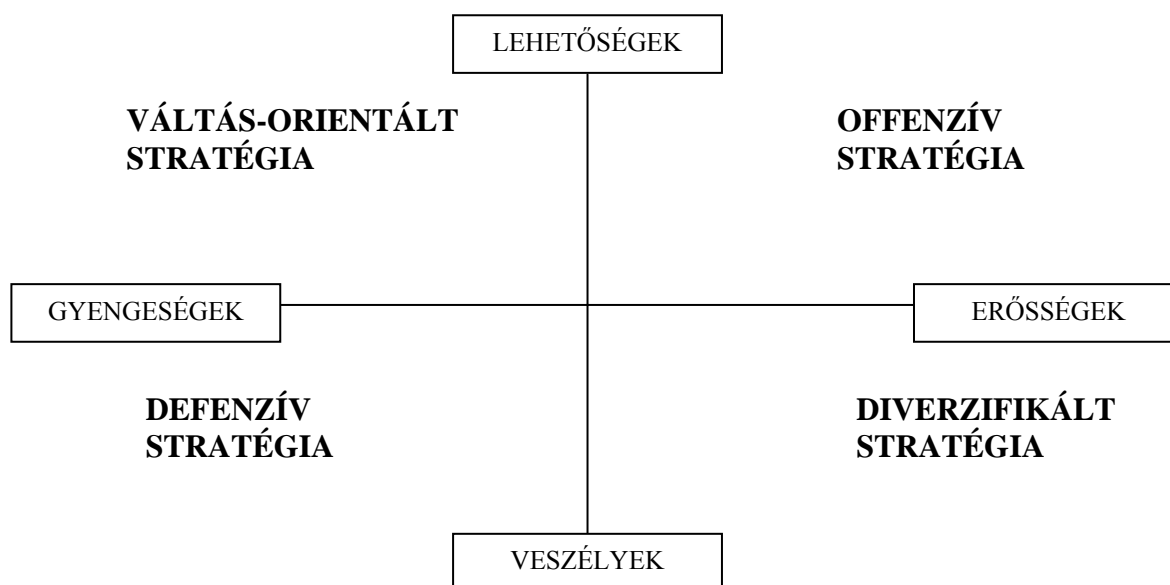 LEHETŐSÉGEK
VÁLTÁS-ORIENTÁLT
STRATÉGIA
OFFENZÍV
STRATÉGIA
GYENGESÉGEK
ERŐSSÉGEK
DEFENZÍV
STRATÉGIA
DIVERZIFIKÁLT
STRATÉGIA
VESZÉLYEK